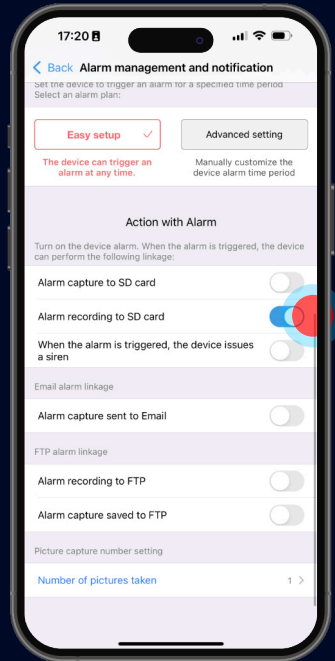 17:20
Back Alarm management and notification
Set the device to trigger an alarm for a specified time period
Select an alarm plan:
Easy setup
Advanced setting
The device can trigger an alarm at any time.
Manually customize the device alarm time period
Action with Alarm
Turn on the device alarm. When the alarm is triggered, the device
can perform the following linkage:
Alarm capture to SD card
Alarm recording to SD card
When the alarm is triggered, the device issues
a siren
Email alarm linkage
Alarm capture sent to Email
FTP alarm linkage
Alarm recording to FTP
Alarm capture saved to FTP
Picture capture number setting
Number of pictures taken 1